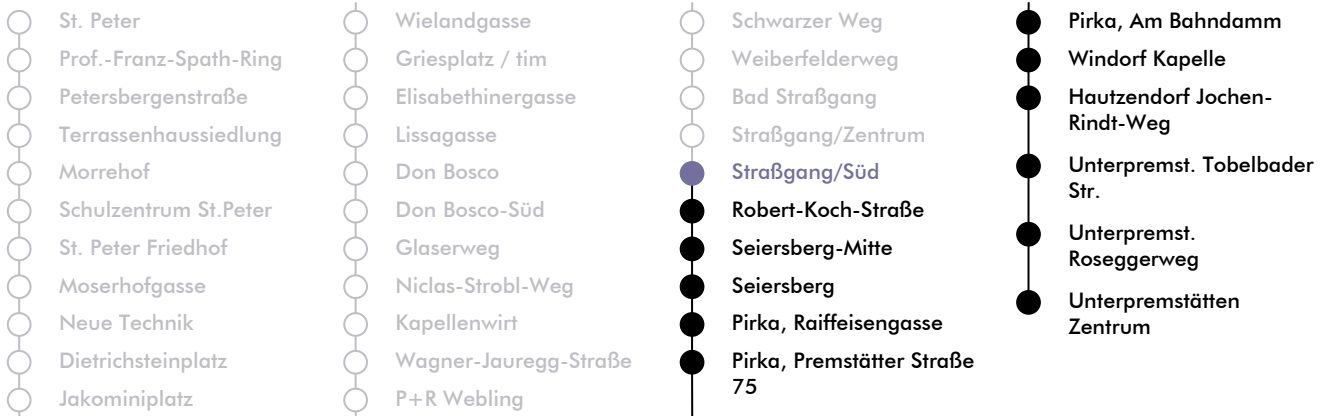 St. Peter
Prof.-Franz-Spath-Ring
Petersbergenstraße
Terrassenhaussiedlung
Morrehof
Schulzentrum St.Peter
St. Peter Friedhof
Moserhofgasse
Neue Technik
Dietrichsteinplatz
Jakominiplatz
Wielandgasse
Griesplatz / tim
Elisabethinergasse
Lissagasse
Don Bosco
Don Bosco-Süd
Glaserweg
Niclas-Strobl-Weg
Kapellenwirt
Wagner-Jauregg-Straße
P+R Webling
Schwarzer Weg
Weiberfelderweg
Bad Straßgang
Straßgang/Zentrum
Straßgang/Süd
Robert-Koch-Straße
Seiersberg-Mitte
Seiersberg
Pirka, Raiffeisengasse
Pirka, Premstätter Straße
75
Pirka, Am Bahndamm
Windorf Kapelle
Hautzendorf Jochen-
Rindt-Weg
Unterpremst. Tobelbader
Str.
Unterpremst.
Roseggerweg
Unterpremstätten
Zentrum